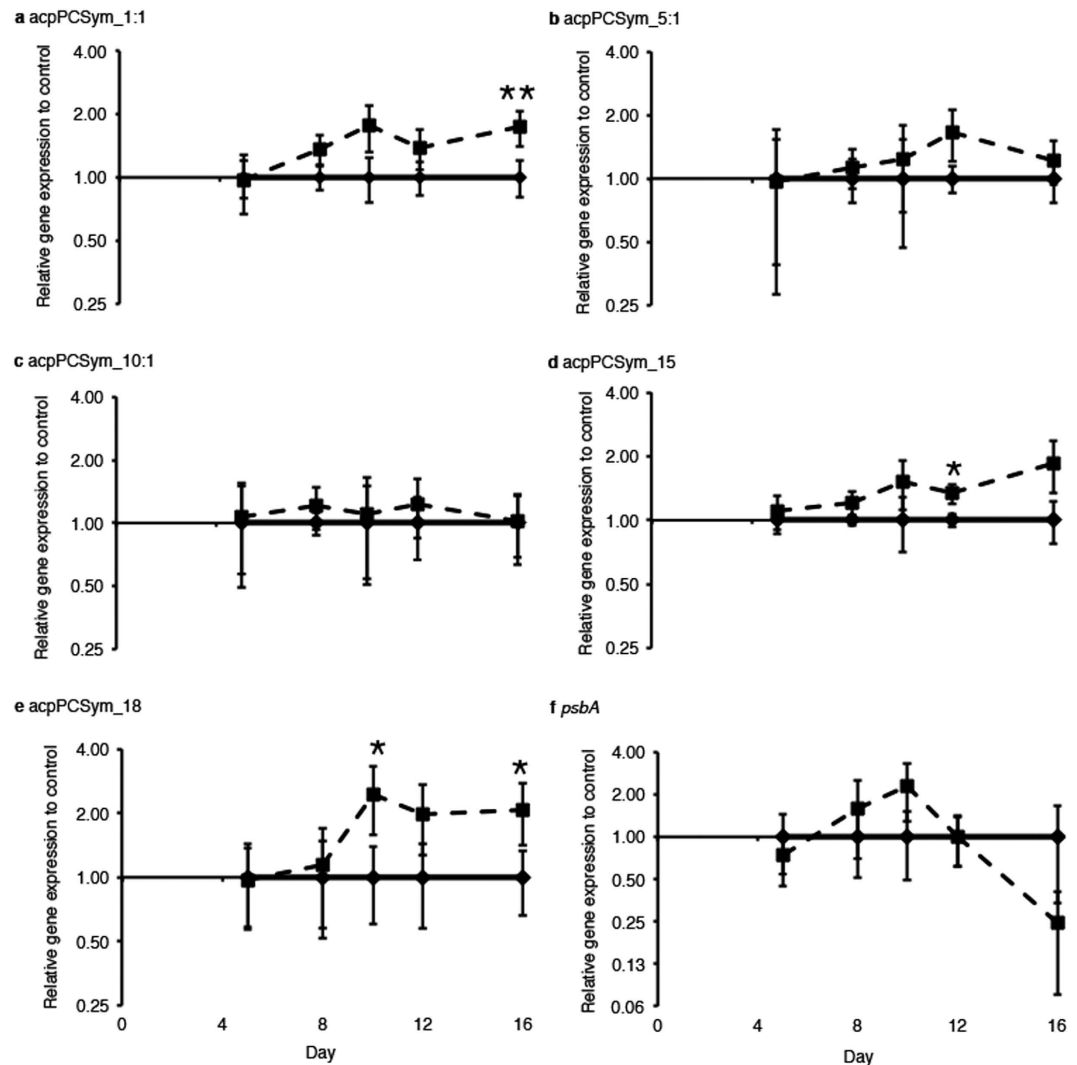 a acpPCSym_1:1
Relative gene expression to control
4.00
2.00
1.00
0.50
0.25
**
b acpPCSym_5:1
Relative gene expression to control
4.00
2.00
1.00
0.50
0.25
c acpPCSym_10:1
Relative gene expression to control
4.00
2.00
1.00
0.50
0.25
d acpPCSym_15
Relative gene expression to control
4.00
2.00
1.00
0.50
0.25
*
e acpPCSym_18
Relative gene expression to control
4.00
2.00
1.00
0.50
0.25
* *
0 4 8 12 16
Day
f psbA
Relative gene expression to control
4.00
2.00
1.00
0.50
0.25
0.13
0.06
0 4 8 12 16
Day